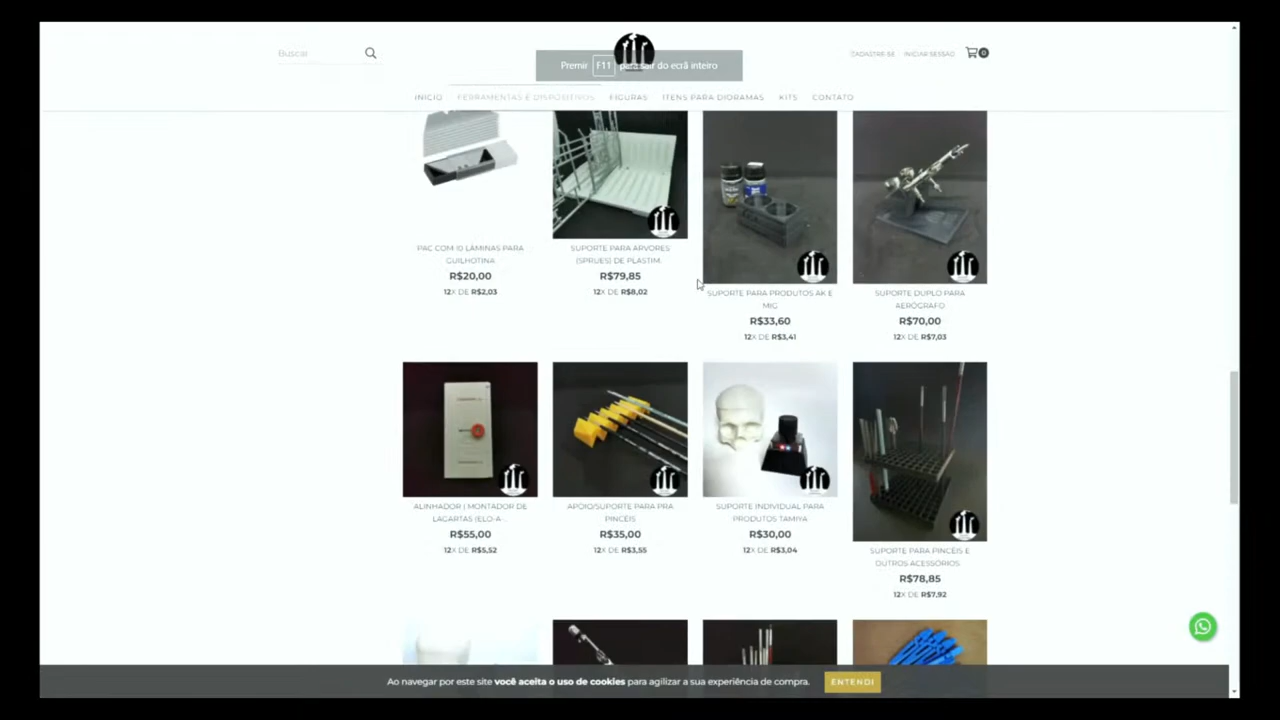 Buscar
Premir F11 para sair do ecrã inteiro
CADASTRE-SE
INICIAR SESSÃO
0
INÍCIO
FERRAMENTAS E DISPOSITIVOS
FIGURAS
ITENS PARA DIORAMAS
KITS
CONTATO
PAC COM 10 LÂMINAS PARA
GUILHOTINA
R$20,00
12X DE R$2,03
SUPORTE PARA ARVORES
(SPRUES) DE PLASTIM.
R$79,85
12X DE R$8,02
SUPORTE PARA PRODUTOS AK E
MIG
R$33,60
12X DE R$3,41
SUPORTE DUPLO PARA
AERÓGRAFO
R$70,00
12X DE R$7,03
ALINHADOR | MONTADOR DE
LAGARTAS (ELO-A-
R$55,00
12X DE R$5,52
APOIO/SUPORTE PARA PRA
PINCÉIS
R$35,00
12X DE R$3,55
SUPORTE INDIVIDUAL PARA
PRODUTOS TAMIYA
R$30,00
12X DE R$3,04
SUPORTE PARA PINCÉIS E
OUTROS ACESSÓRIOS
R$78,85
12X DE R$7,92
Ao navegar por este site você aceita o uso de cookies para agilizar a sua experiência de compra.
ENTENDI